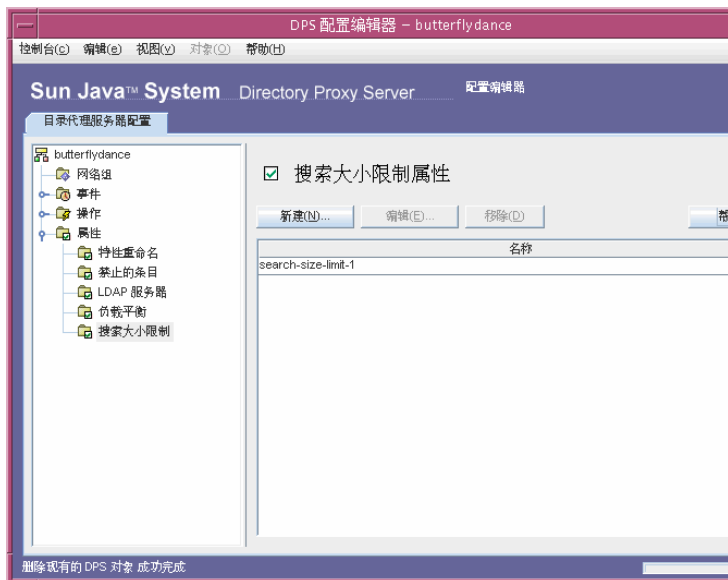 DPS 配置编辑器 – butterflydance
控制台(c) 编辑(e) 视图(v) 对象(O) 帮助(H)
Sun Java™ System Directory Proxy Server 配置编辑器
目录代理服务器配置
butterflydance
网络组
事件
操作
属性
特性重命名
禁止的条目
LDAP 服务器
负载平衡
搜索大小限制
搜索大小限制属性
新建(N)... 编辑(E)... 移除(D)
名称
search-size-limit-1
删除现有的 DPS 对象 成功完成